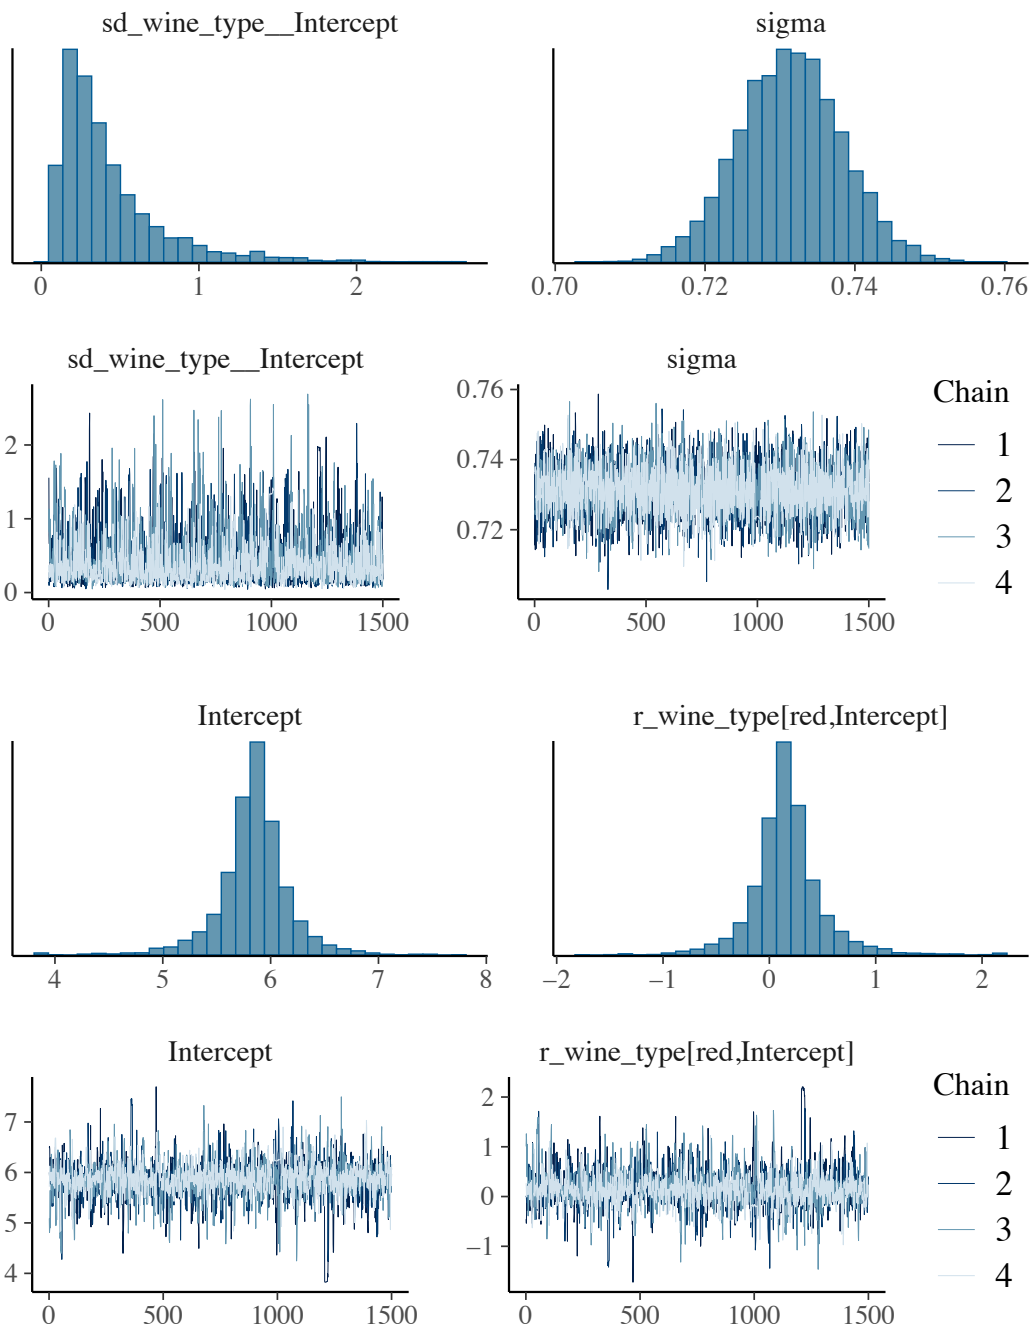 sd_wine_type__Intercept
sigma
0 1 2
0.70 0.72 0.74 0.76
sd_wine_type__Intercept
sigma
Chain
2
1
0
0 500 1000 1500
0.76
0.74
0.72
0 500 1000 1500
1
2
3
4
Intercept
r_wine_type[red,Intercept]
4 5 6 7 8
−2 −1 0 1 2
Intercept
r_wine_type[red,Intercept]
Chain
7
6
5
4
0 500 1000 1500
2
1
0
−1
0 500 1000 1500
1
2
3
4